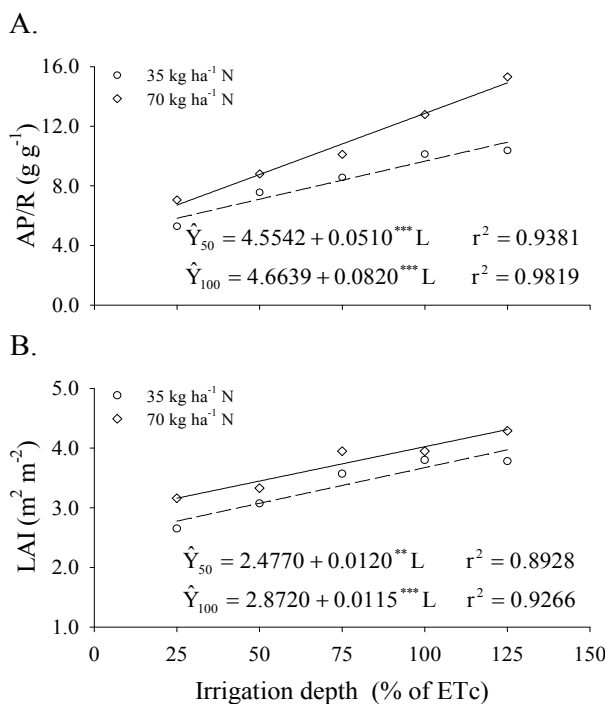 A.
16.0
12.0
8.0
4.0
0.0
AP/R (g g⁻¹)
35 kg ha⁻¹ N
70 kg ha⁻¹ N
Ŷ₅₀ = 4.5542 + 0.0510*** L r² = 0.9381
Ŷ₁₀₀ = 4.6639 + 0.0820*** L r² = 0.9819
B.
5.0
4.0
3.0
2.0
1.0
LAI (m² m⁻²)
35 kg ha⁻¹ N
70 kg ha⁻¹ N
Ŷ₅₀ = 2.4770 + 0.0120** L r² = 0.8928
Ŷ₁₀₀ = 2.8720 + 0.0115*** L r² = 0.9266
0 25 50 75 100 125 150
Irrigation depth (% of ETc)